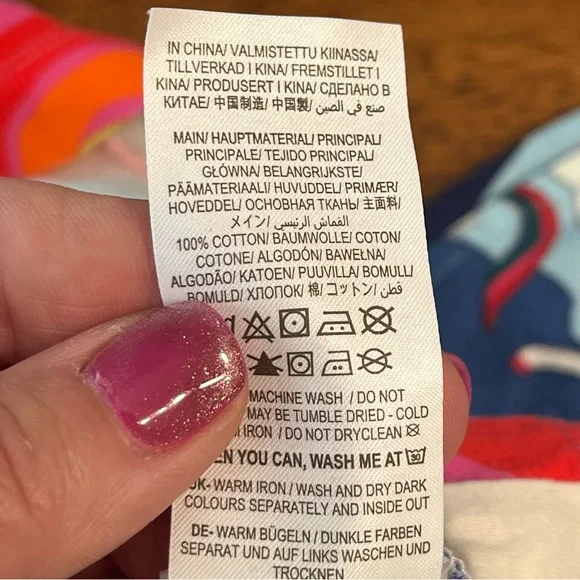 IN CHINA/ VALMISTETTU KIINASSA/
TILLVERKAD I KINA/ FREMSTILLET I
KINA/ PRODUSERT I KINA/ СДЕЛАНО В
КИТАЕ/ 中国制造/ 中国製/ صنع في الصين
MAIN/ HAUPTMATERIAL/ PRINCIPAL/
PRINCIPALE/ TEJIDO PRINCIPAL/
GŁÓWNA/ BELANGRIJKSTE/
PÄÄMATERIAALI/ HUVUDDEL/ PRIMÆR/
HOVEDDEL/ ОСНОВНАЯ ТКАНЬ/ 主面料/
メイン/ القماش الرئيسي/
100% COTTON/ BAUMWOLLE/ COTON/
COTONE/ ALGODÓN/ BAWEŁNA/
ALGODÃO/ KATOEN/ PUUVILLA/ BOMULL/
BOMULD/ ХЛОПОК/ 棉/ コットン/ قطن/
MACHINE WASH / DO NOT
MAY BE TUMBLE DRIED - COLD
IRON / DO NOT DRYCLEAN
YOU CAN, WASH ME AT 30
UK- WARM IRON / WASH AND DRY DARK
COLOURS SEPARATELY AND INSIDE OUT
DE- WARM BÜGELN / DUNKLE FARBEN
SEPARAT UND AUF LINKS WASCHEN UND
TROCKNEN